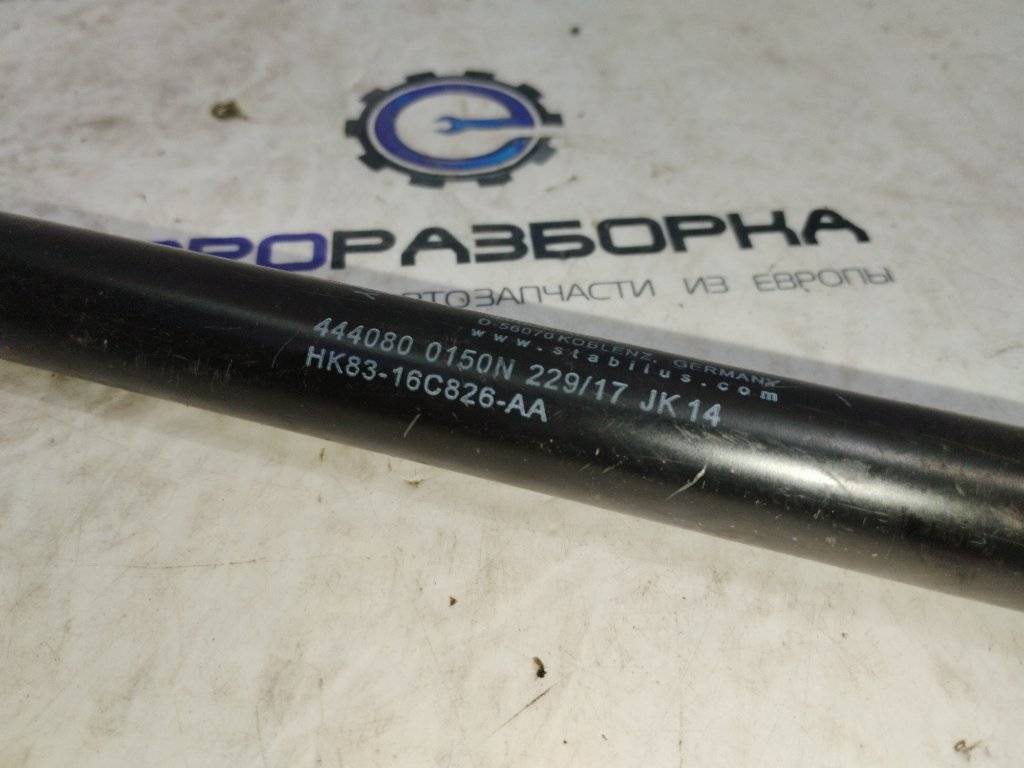 РОРАЗБОРКА
ТОЗАПЧАСТИ ИЗ ЕВРОПЫ
D-56070 KOBLENZ, GERMANY
www.stabilus.com
444080 0150N 229/17 JK14
HK83-16C826-AA